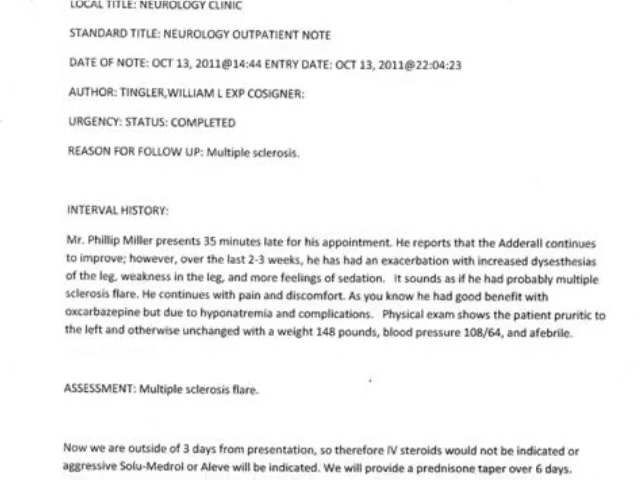 LOCAL TITLE: NEUROLOGY CLINIC
STANDARD TITLE: NEUROLOGY OUTPATIENT NOTE
DATE OF NOTE: OCT 13, 2011@14:44 ENTRY DATE: OCT 13, 2011@22:04:23
AUTHOR: TINGLER,WILLIAM L EXP COSIGNER:
URGENCY: STATUS: COMPLETED
REASON FOR FOLLOW UP: Multiple sclerosis.
INTERVAL HISTORY:
Mr. Phillip Miller presents 35 minutes late for his appointment. He reports that the Adderall continues
to improve; however, over the last 2-3 weeks, he has had an exacerbation with increased dysesthesias
of the leg, weakness in the leg, and more feelings of sedation. It sounds as if he had probably multiple
sclerosis flare. He continues with pain and discomfort. As you know he had good benefit with
oxcarbazepine but due to hyponatremia and complications. Physical exam shows the patient pruritic to
the left and otherwise unchanged with a weight 148 pounds, blood pressure 108/64, and afebrile.
ASSESSMENT: Multiple sclerosis flare.
Now we are outside of 3 days from presentation, so therefore IV steroids would not be indicated or
aggressive Solu-Medrol or Aleve will be indicated. We will provide a prednisone taper over 6 days.